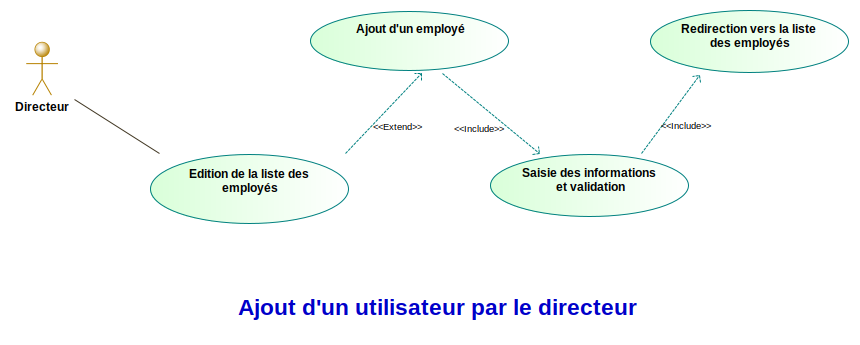 Ajout d'un employé
Redirection vers la liste
des employés
Directeur
<<Extend>>
<<Include>>
<<Include>>
Edition de la liste des
employés
Saisie des informations
et validation
Ajout d'un utilisateur par le directeur